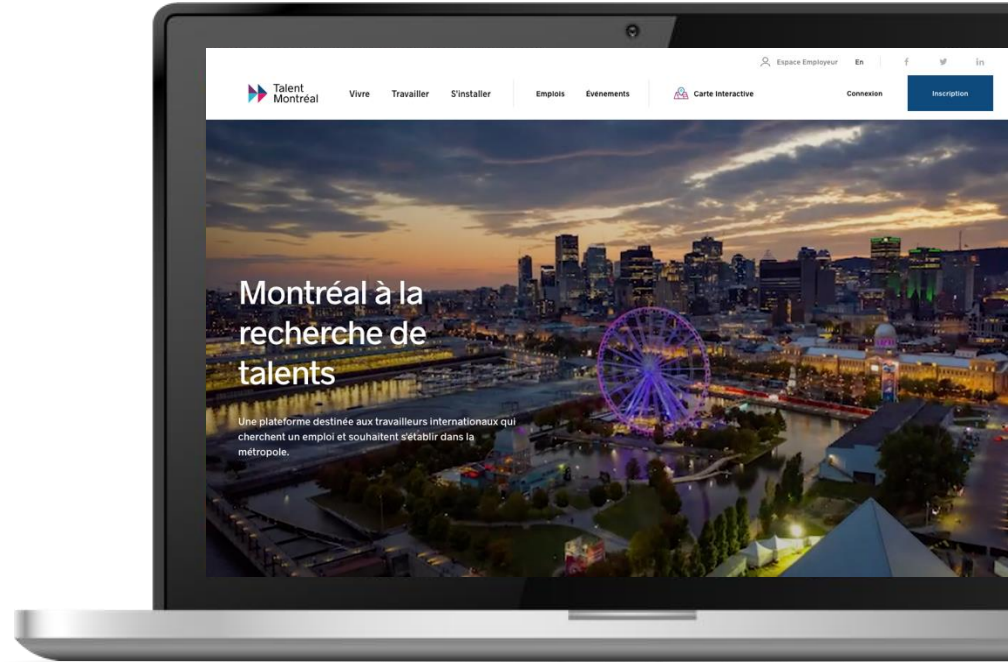 Espace Employeur En f in
Talent
Montréal
Vivre Travailler S'installer Emplois Événements Carte Interactive Connexion Inscription
Montréal à la
recherche de
talents
Une plateforme destinée aux travailleurs internationaux qui
cherchent un emploi et souhaitent s'établir dans la
métropole.